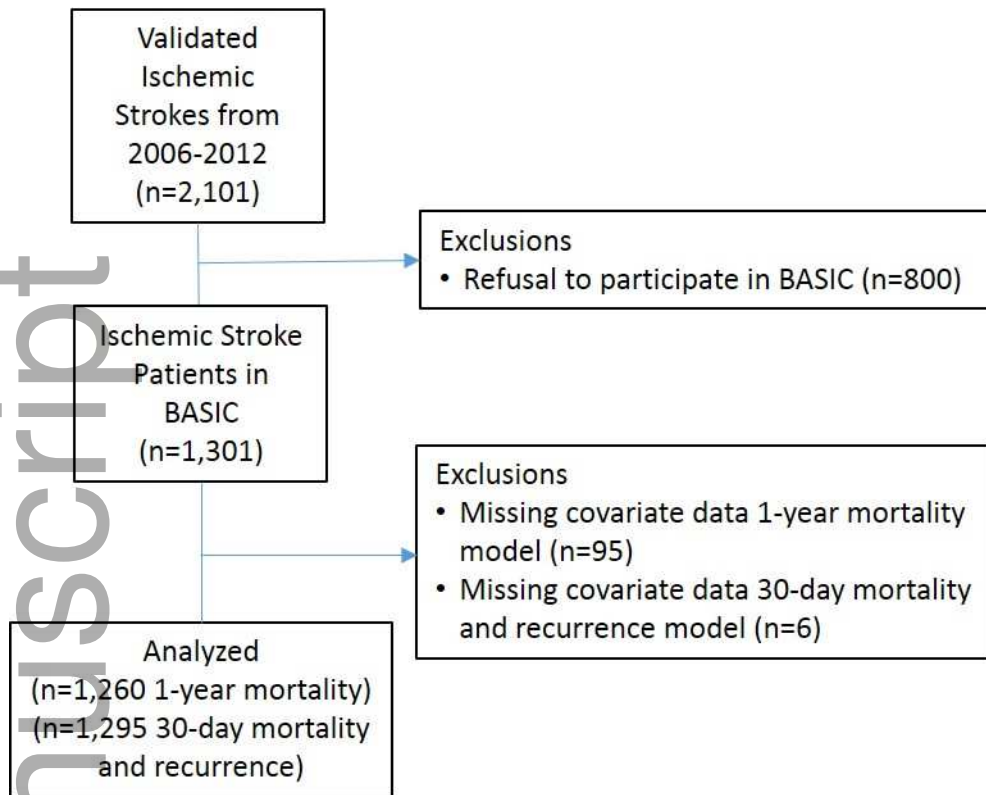 Validated
Ischemic
Strokes from
2006-2012
(n=2,101)
Exclusions
• Refusal to participate in BASIC (n=800)
Ischemic Stroke
Patients in
BASIC
(n=1,301)
Exclusions
• Missing covariate data 1-year mortality
model (n=95)
• Missing covariate data 30-day mortality
and recurrence model (n=6)
Analyzed
(n=1,260 1-year mortality)
(n=1,295 30-day mortality
and recurrence)
nuscript